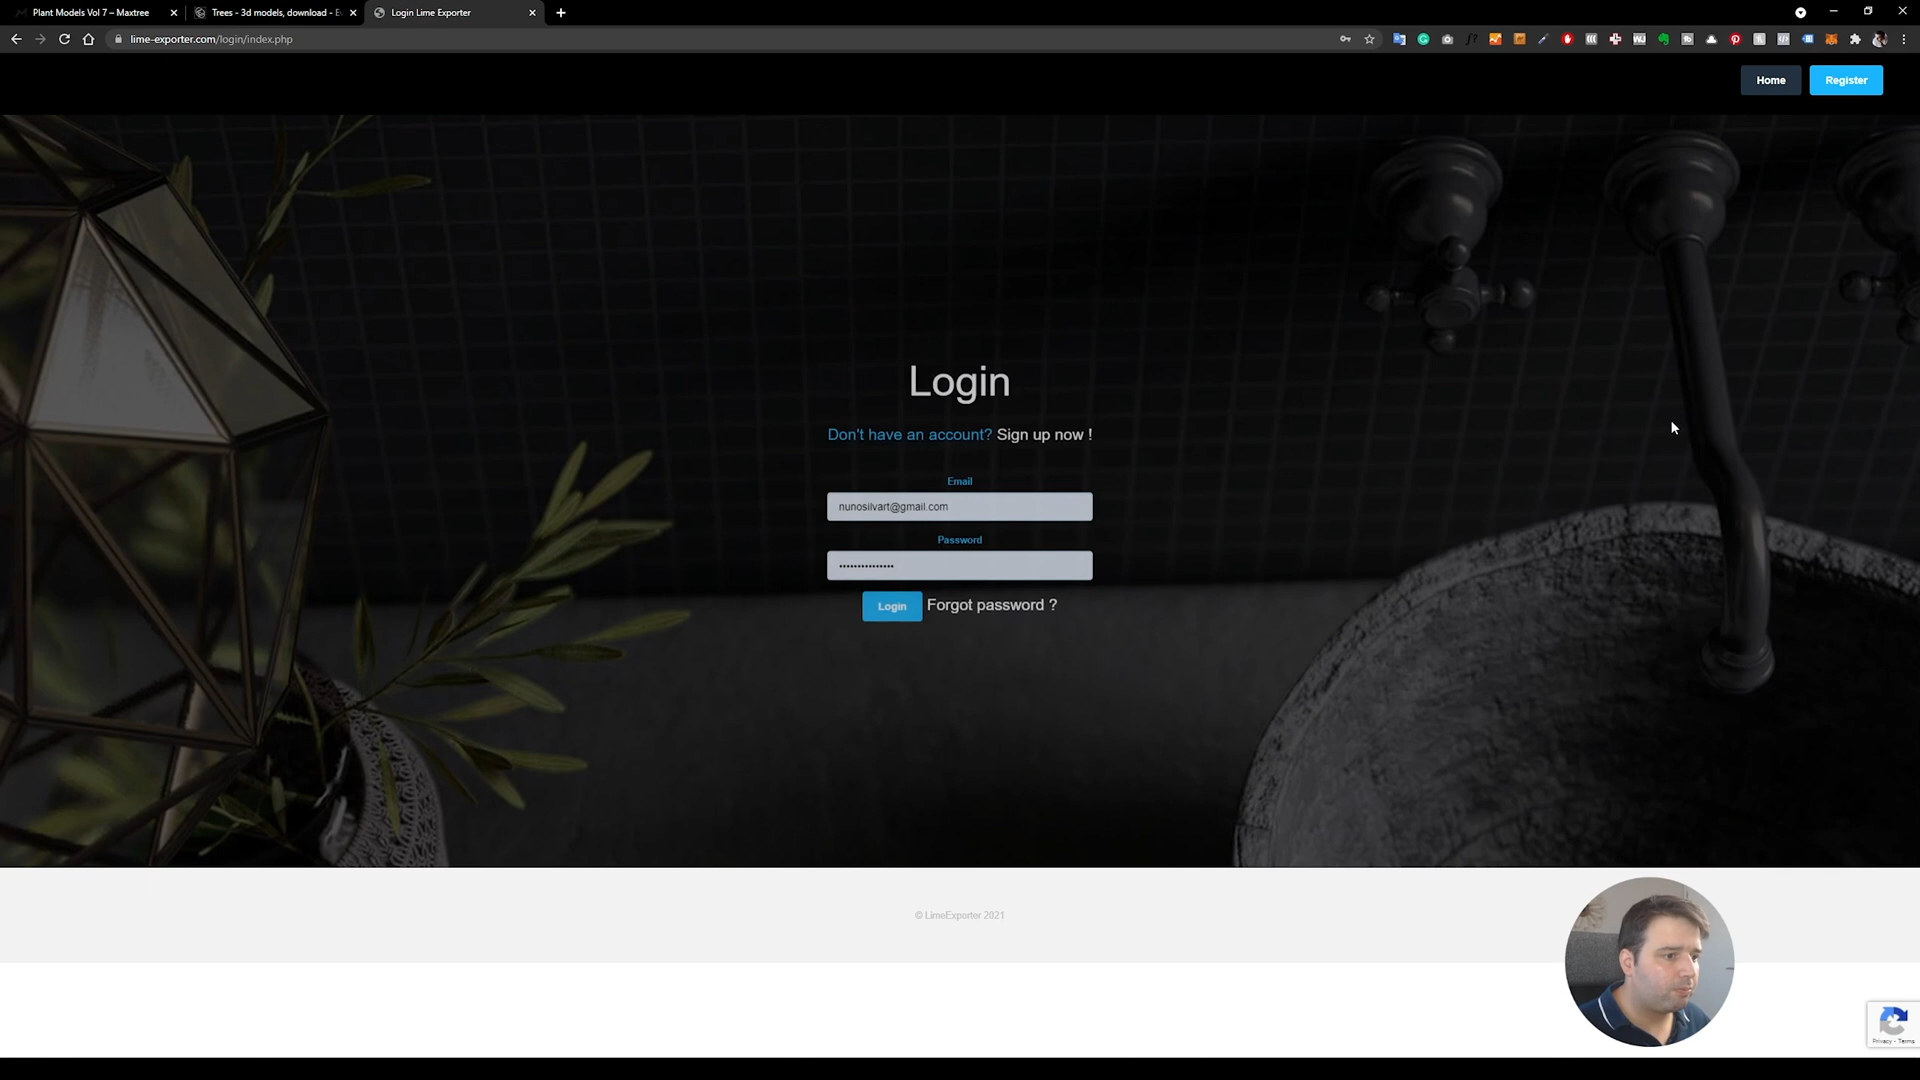 Plant Models Vol 7 – Maxtree
Trees - 3d models, download - E
Login Lime Exporter
lime-exporter.com/login/index.php
Home
Register
Login
Don't have an account? Sign up now !
Email
nunosilvart@gmail.com
Password
Login
Forgot password ?
© LimeExporter 2021
Privacy - Terms